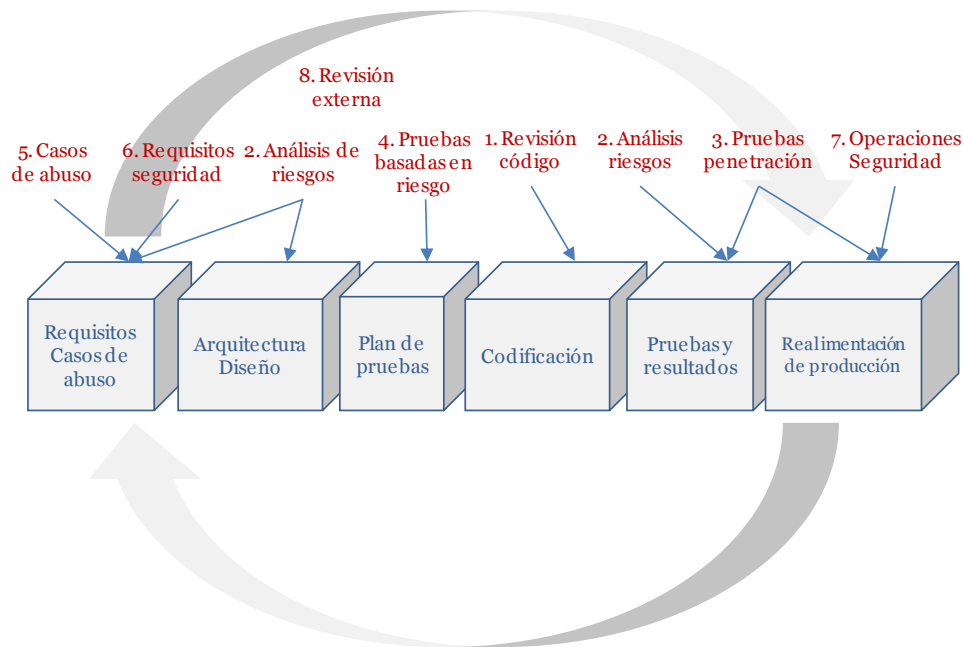 8. Revisión
externa
5. Casos
de abuso
6. Requisitos
seguridad
2. Análisis de
riesgos
4. Pruebas
basadas en
riesgo
1. Revisión
código
2. Análisis
riesgos
3. Pruebas
penetración
7. Operaciones
Seguridad
Requisitos
Casos de
abuso
Arquitectura
Diseño
Plan de
pruebas
Codificación
Pruebas y
resultados
Realimentación
de producción